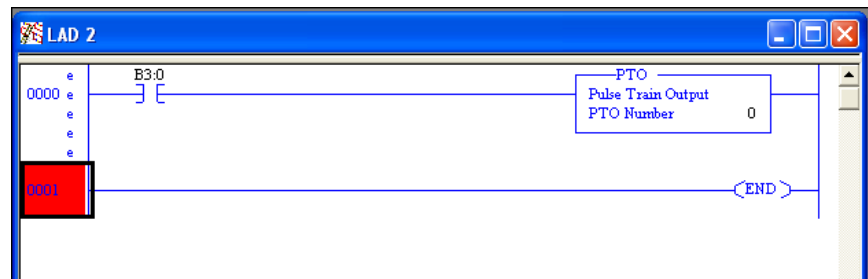 LAD 2
e
B3:0
PTO
0000 e
Pulse Train Output
e
PTO Number 0
e
e
0001
END